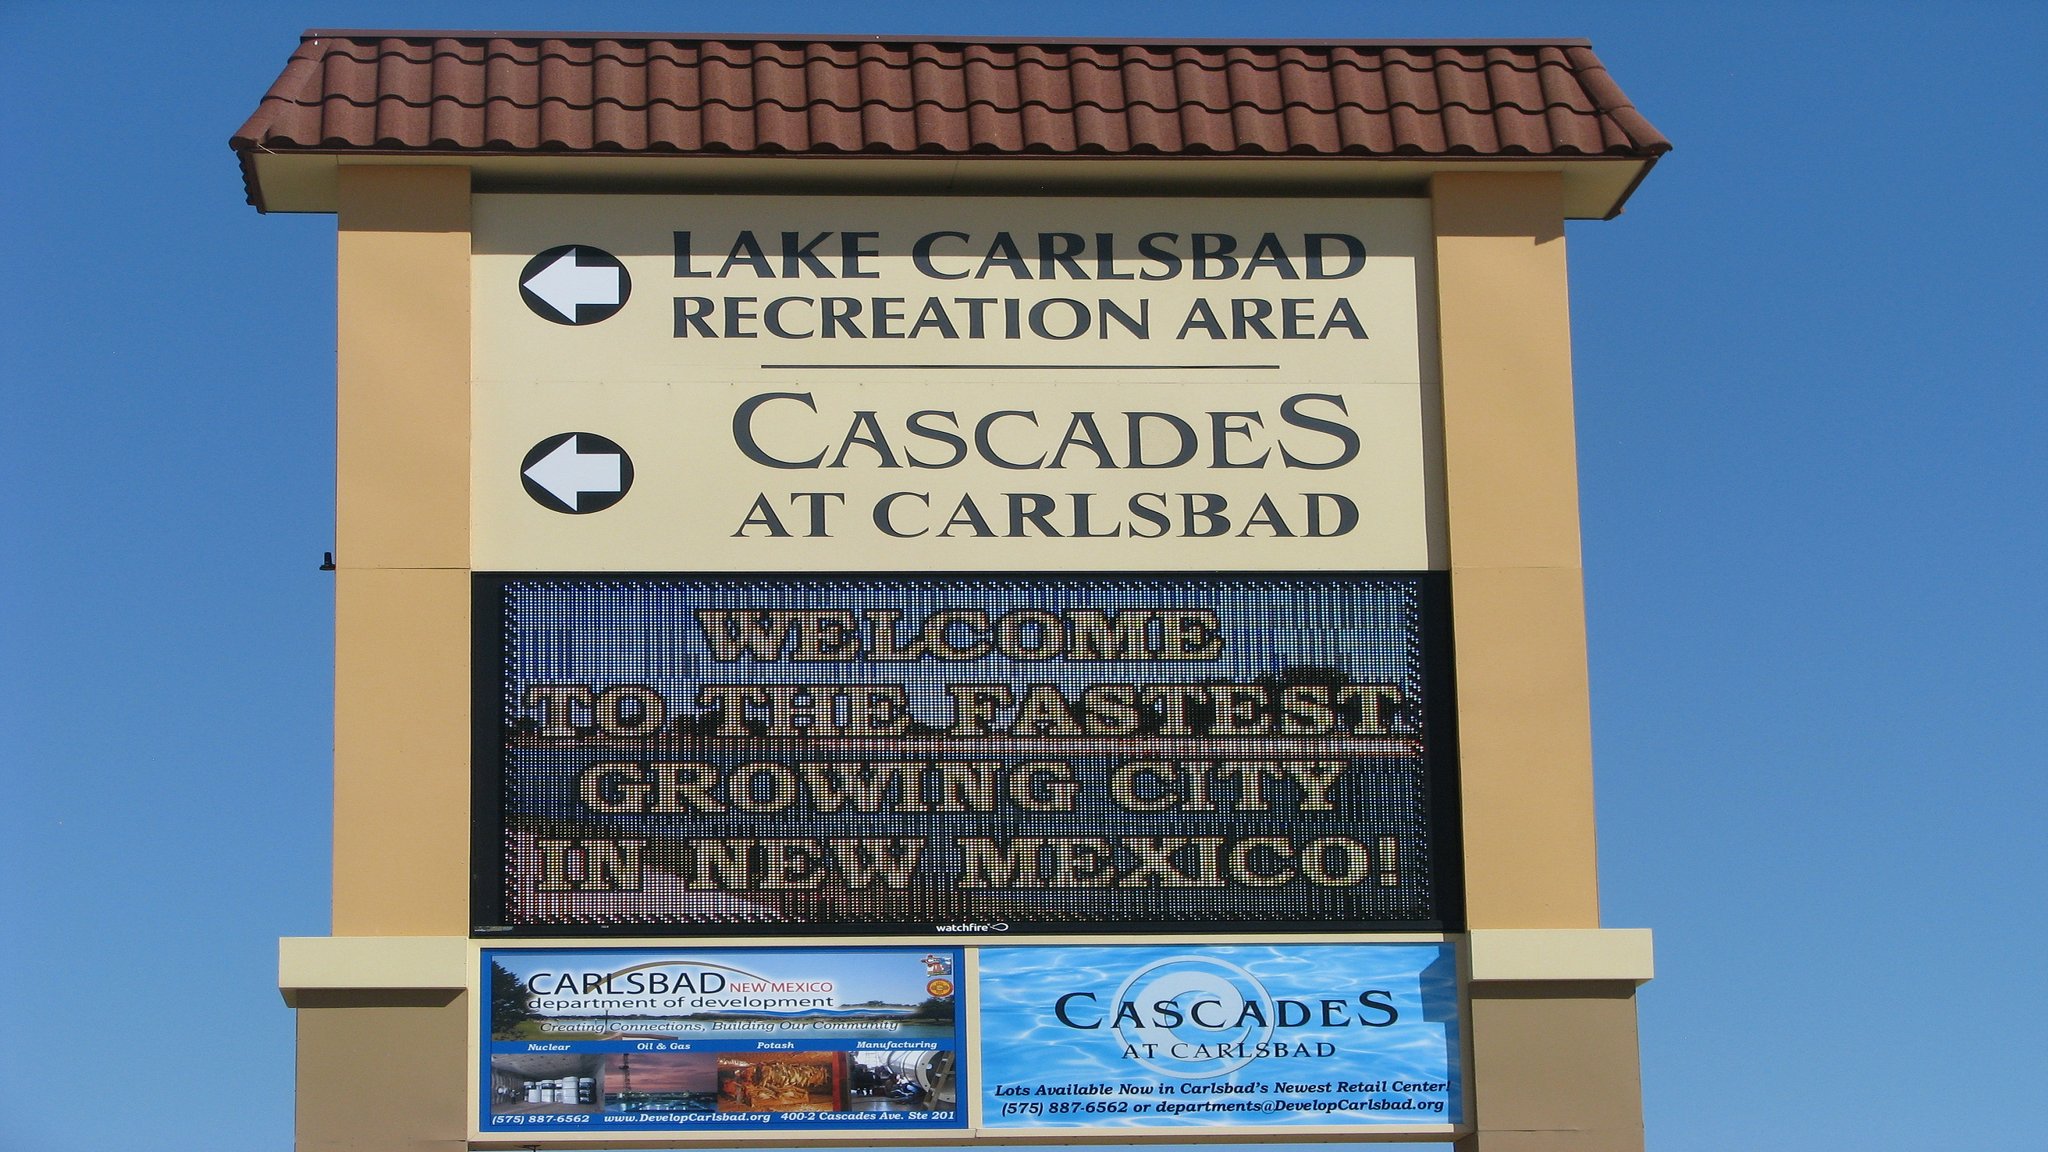 LAKE CARLSBAD
RECREATION AREA
CASCADES
AT CARLSBAD
WELCOME
TO THE FASTEST
GROWING CITY
IN NEW MEXICO!
watchfire
CARLSBAD NEW MEXICO
department of development
Creating Connections, Building Our Community
Nuclear Oil & Gas Potash Manufacturing
(575) 887-6562 www.DevelopCarlsbad.org 400-2 Cascades Ave. Ste 201
CASCADES
AT CARLSBAD
Lots Available Now in Carlsbad's Newest Retail Center!
(575) 887-6562 or departments@DevelopCarlsbad.org